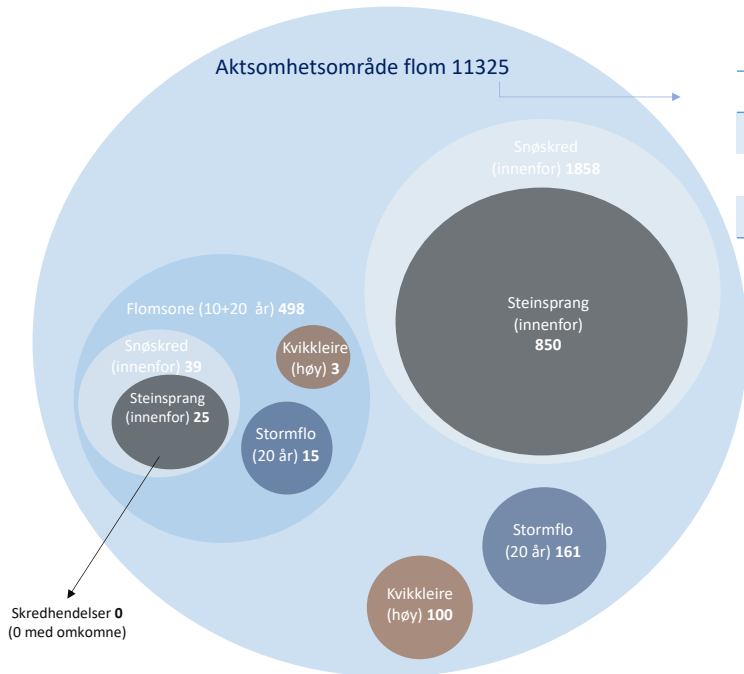 Aktsomhetsområde flom 11325
Snøskred
(innenfor) 1858
Steinsprang
(innenfor)
850
Flomsone (10+20 år) 498
Snøskred
(innenfor) 39
Steinsprang
(innenfor) 25
Kvikkleire
(høy) 3
Stormflo
(20 år) 15
Stormflo
(20 år) 161
Kvikkleire
(høy) 100
Skredhendelser 0
(0 med omkomne)